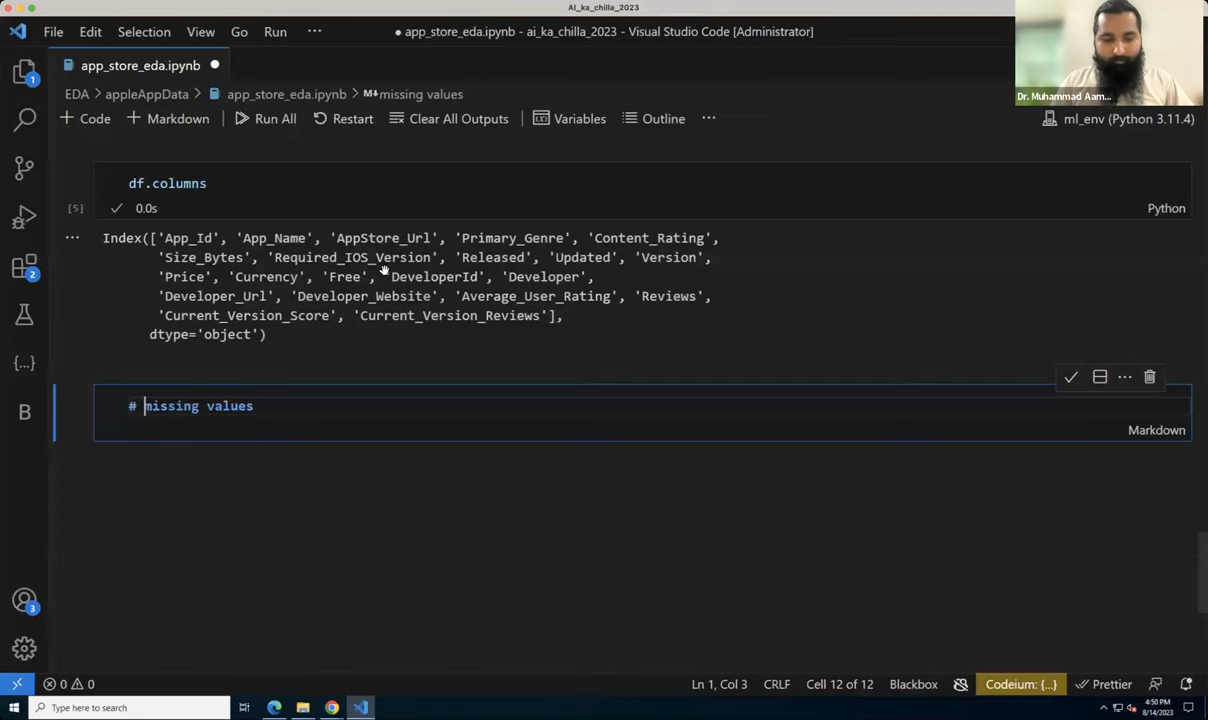 AI_ka_chilla_2023
File Edit Selection View Go Run ···
● app_store_eda.ipynb - ai_ka_chilla_2023 - Visual Studio Code [Administrator]
Dr. Muhammad Aam...
app_store_eda.ipynb ●
EDA > appleAppData > app_store_eda.ipynb > M↓missing values
+ Code + Markdown Run All Restart Clear All Outputs Variables Outline ··· ml_env (Python 3.11.4)
df.columns
[5] 0.0s Python
Index(['App_Id', 'App_Name', 'AppStore_Url', 'Primary_Genre', 'Content_Rating',
'Size_Bytes', 'Required_IOS_Version', 'Released', 'Updated', 'Version',
'Price', 'Currency', 'Free', 'DeveloperId', 'Developer',
'Developer_Url', 'Developer_Website', 'Average_User_Rating', 'Reviews',
'Current_Version_Score', 'Current_Version_Reviews'],
dtype='object')
# missing values
Markdown
1
2
{...}
B
3
0 0 Ln 1, Col 3 CRLF Cell 12 of 12 Blackbox Codeium: {...} Prettier
Type here to search
4:50 PM
8/14/2023